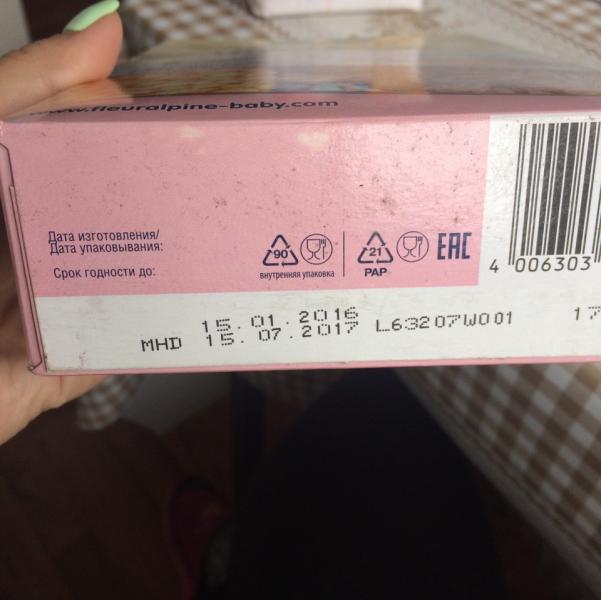 www.fleuralpine-baby.com
Дата изготовления/
Дата упаковывания:
Срок годности до:
90
внутренняя упаковка
21
PAP
EAC
4 006303
15.01.2016
MHD 15.07.2017 L63207W001 17